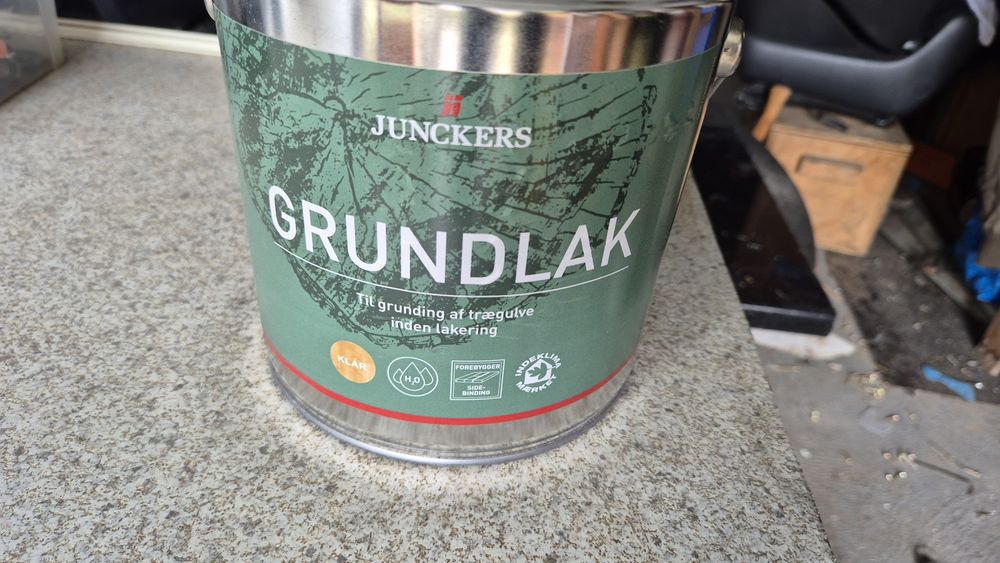 JUNCKERS
GRUNDLAK
Til grunding af trægulve
inden lakering
KLAR
H₂O
FOREBYGGER
SIDE-
BINDING
INDEKLIMA
MÆRKET